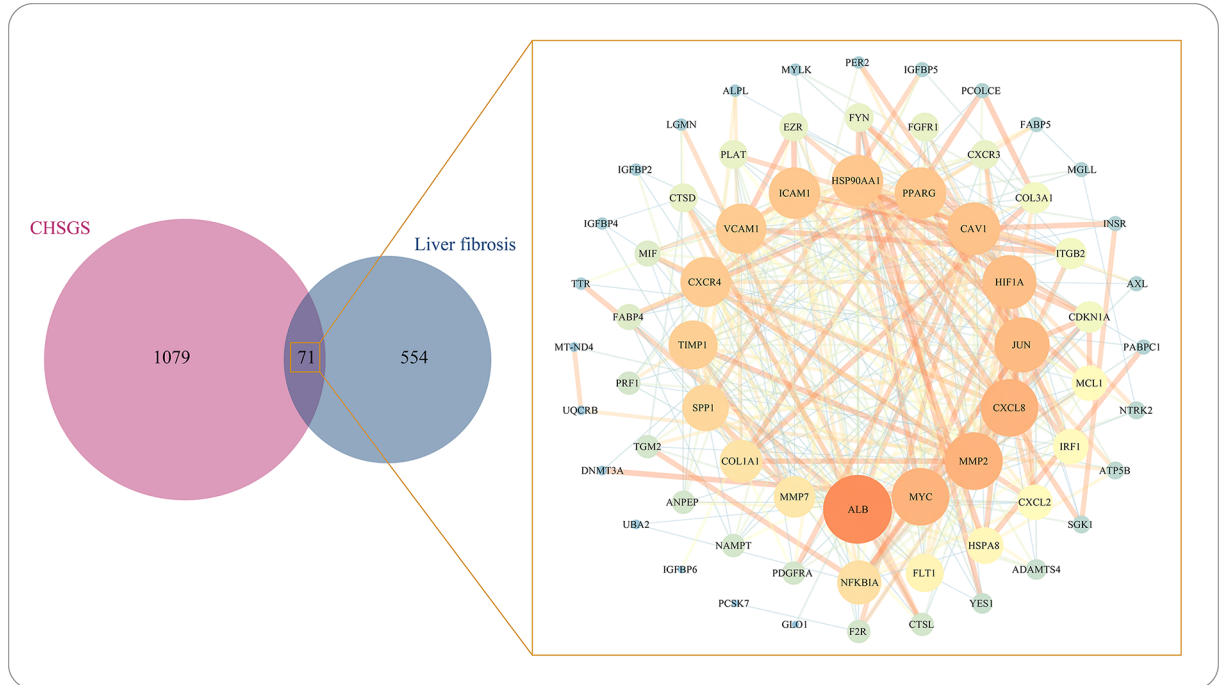 CHSGS
Liver fibrosis
1079
71
554
PER2
MYLK
IGFBP5
ALPL
PCOLCE
LGMN
EZR
FYN
FGFR1
FABP5
PLAT
CXCR3
IGFBP2
HSP90AA1
MGLL
CTSD
ICAM1
PPARG
COL3A1
IGFBP4
VCAM1
CAV1
INSR
MIF
ITGB2
TTR
CXCR4
HIF1A
AXL
FABP4
CDKN1A
MT-ND4
TIMP1
JUN
PABPC1
PRF1
MCL1
UQCRB
SPP1
CXCL8
NTRK2
TGM2
IRF1
DNMT3A
COL1A1
MMP2
ATP5B
ANPEP
MMP7
MYC
CXCL2
UBA2
ALB
SGK1
NAMPT
HSPA8
IGFBP6
PDGFRA
NFKBIA
FLT1
ADAMTS4
PCSK7
YES1
GLO1
F2R
CTSL